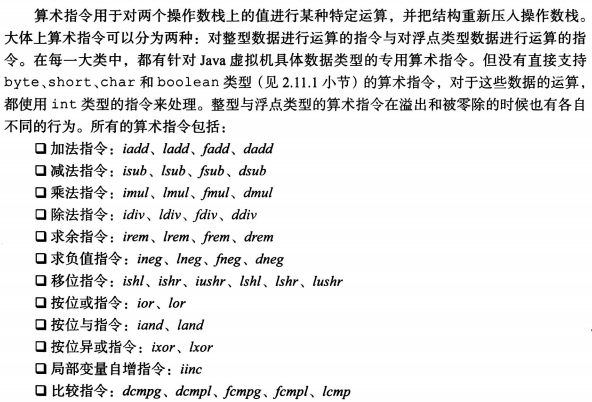 算术指令用于对两个操作数栈上的值进行某种特定运算，并把结构重新压入操作数栈。
大体上算术指令可以分为两种：对整型数据进行运算的指令与对浮点类型数据进行运算的指
令。在每一大类中，都有针对 Java 虚拟机具体数据类型的专用算术指令。但没有直接支持
byte、short、char 和 boolean 类型（见 2.11.1 小节）的算术指令，对于这些数据的运算，
都使用 int 类型的指令来处理。整型与浮点类型的算术指令在溢出和被零除的时候也有各自
不同的行为。所有的算术指令包括：
❑ 加法指令：iadd、ladd、fadd、dadd
❑ 减法指令：isub、lsub、fsub、dsub
❑ 乘法指令：imul、lmul、fmul、dmul
❑ 除法指令：idiv、ldiv、fdiv、ddiv
❑ 求余指令：irem、lrem、frem、drem
❑ 求负值指令：ineg、lneg、fneg、dneg
❑ 移位指令：ishl、ishr、iushr、lshl、lshr、lushr
❑ 按位或指令：ior、lor
❑ 按位与指令：iand、land
❑ 按位异或指令：ixor、lxor
❑ 局部变量自增指令：iinc
❑ 比较指令：dcmpg、dcmpl、fcmpg、fcmpl、lcmp